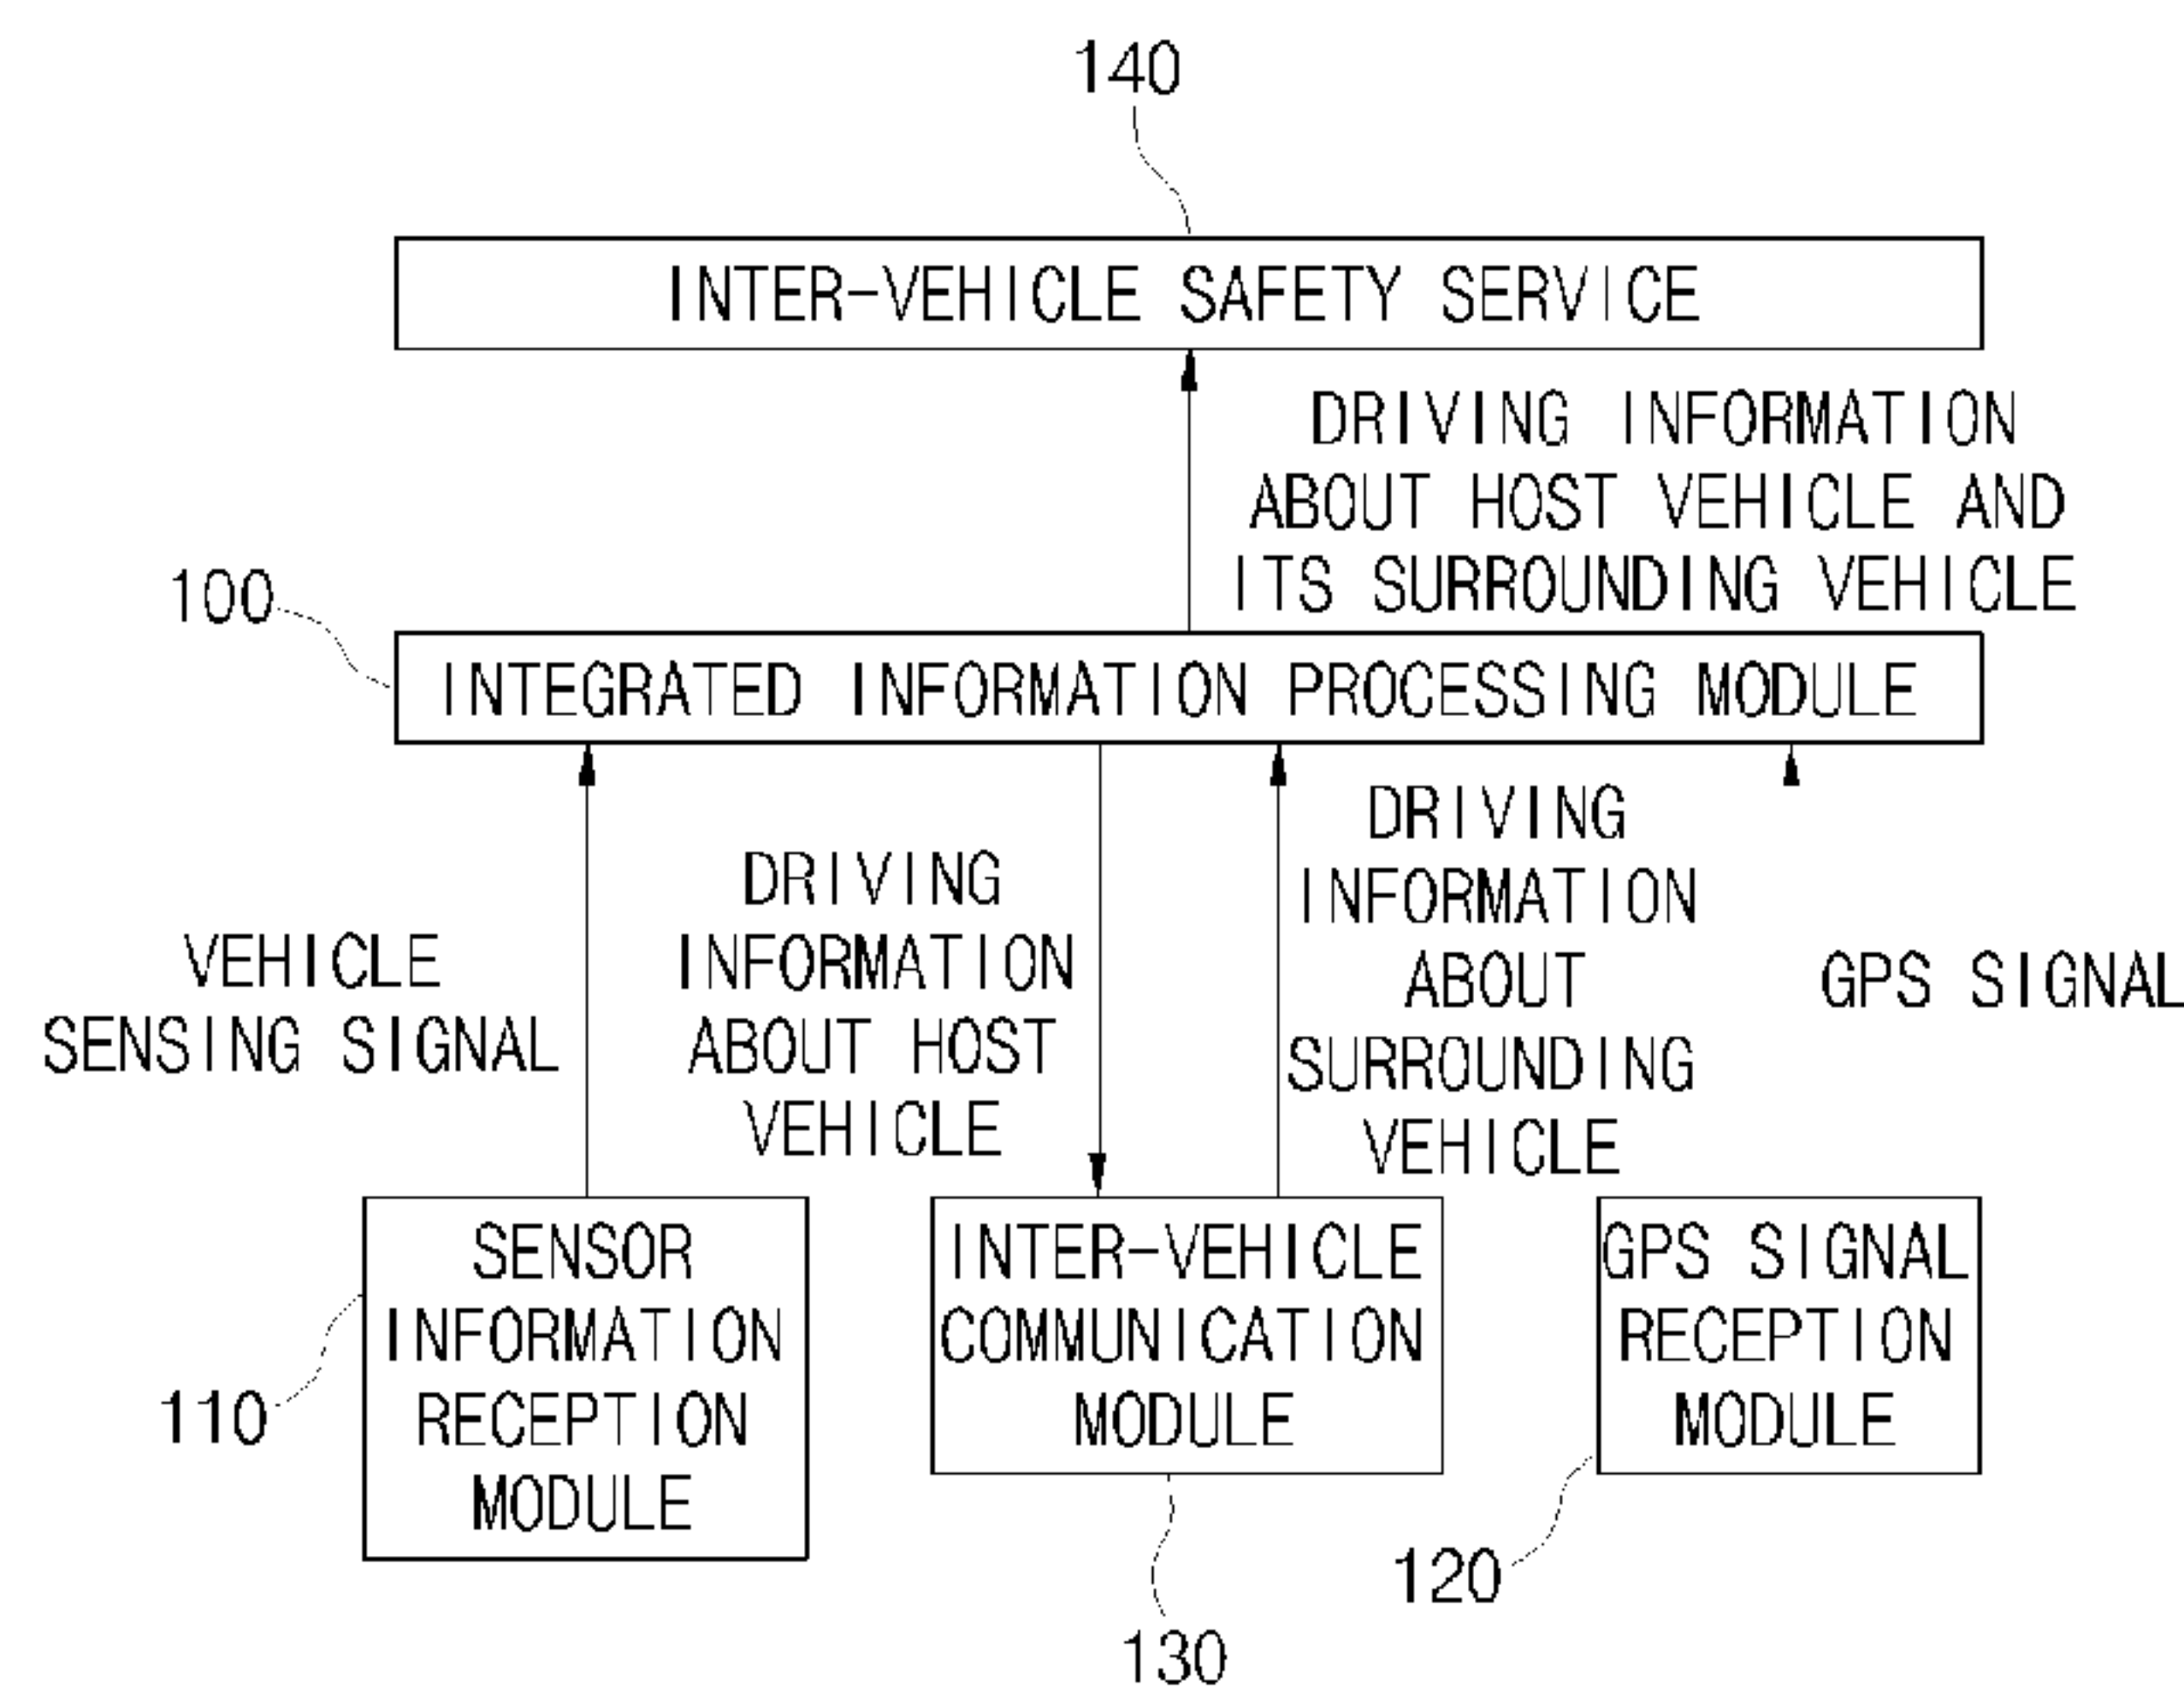 140
INTER-VEHICLE SAFETY SERVICE
DRIVING INFORMATION
ABOUT HOST VEHICLE AND
ITS SURROUNDING VEHICLE
100
INTEGRATED INFORMATION PROCESSING MODULE
VEHICLE
SENSING SIGNAL
DRIVING
INFORMATION
ABOUT HOST
VEHICLE
DRIVING
INFORMATION
ABOUT
SURROUNDING
VEHICLE
GPS SIGNAL
SENSOR
INFORMATION
RECEPTION
MODULE
110
INTER-VEHICLE
COMMUNICATION
MODULE
130
GPS SIGNAL
RECEPTION
MODULE
120